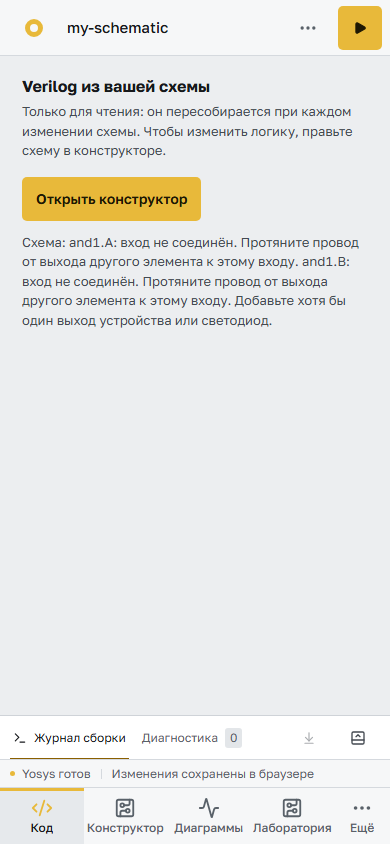 my-schematic
Verilog из вашей схемы
Только для чтения: он пересобирается при каждом
изменении схемы. Чтобы изменить логику, правьте
схему в конструкторе.
Открыть конструктор
Схема: and1.A: вход не соединён. Протяните провод
от выхода другого элемента к этому входу. and1.B:
вход не соединён. Протяните провод от выхода
другого элемента к этому входу. Добавьте хотя бы
один выход устройства или светодиод.
Журнал сборки Диагностика 0
Yosys готов Изменения сохранены в браузере
Код Конструктор Диаграммы Лаборатория Ещё